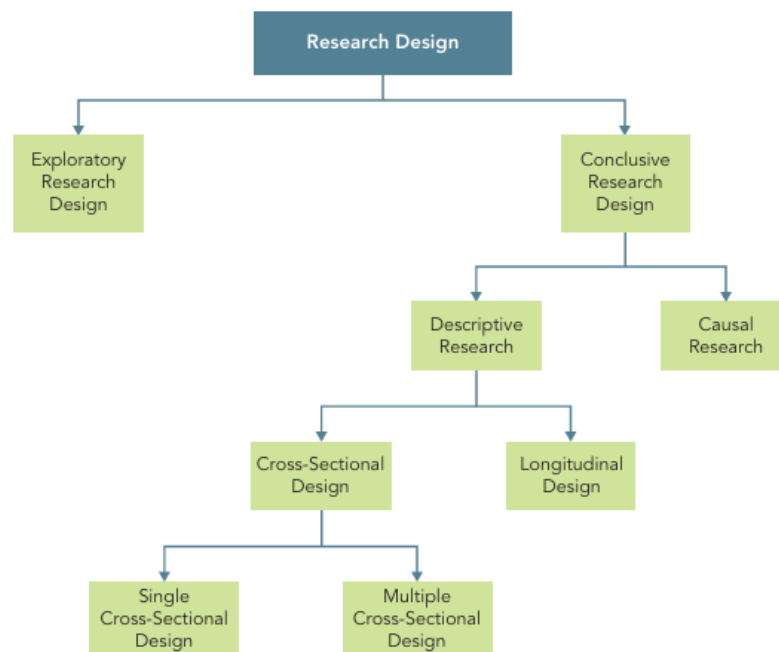 Research Design
Exploratory
Research
Design
Conclusive
Research
Design
Descriptive
Research
Causal
Research
Cross-Sectional
Design
Longitudinal
Design
Single
Cross-Sectional
Design
Multiple
Cross-Sectional
Design